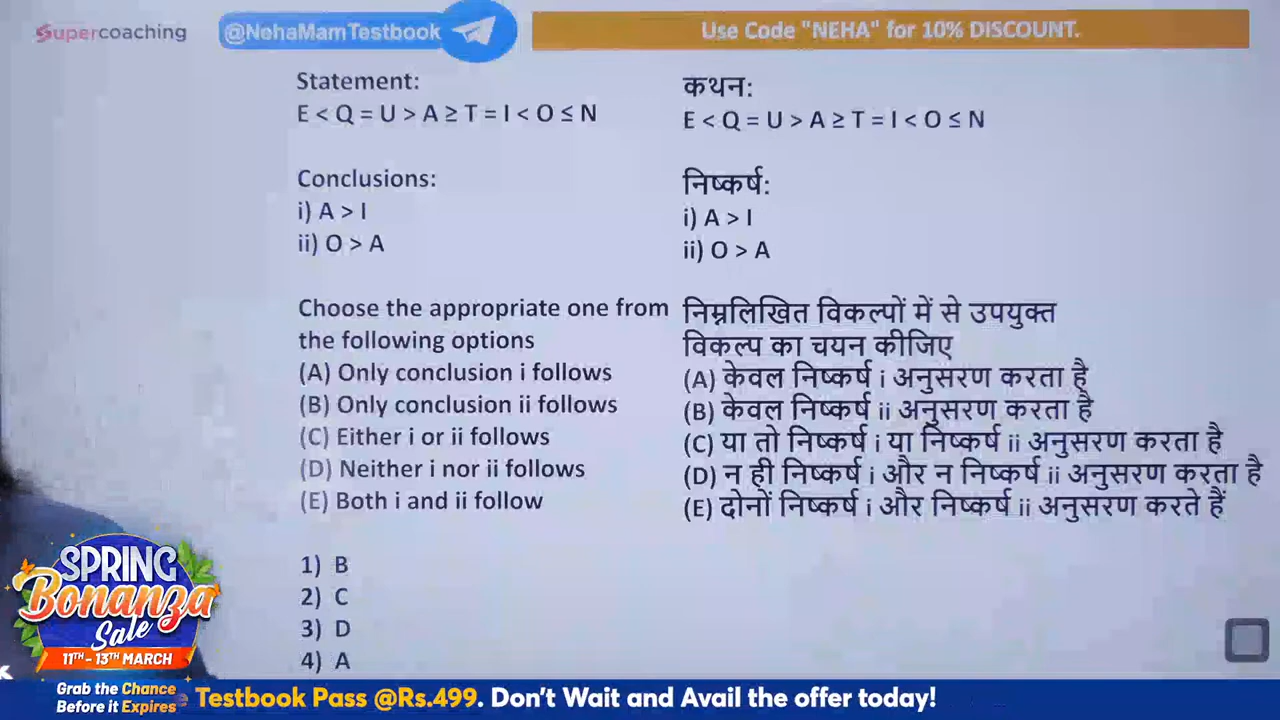 Supercoaching
@NehaMamTestbook
Use Code "NEHA" for 10% DISCOUNT.
Statement:
E < Q = U > A ≥ T = I < O ≤ N
Conclusions:
i) A > I
ii) O > A
Choose the appropriate one from
the following options
(A) Only conclusion i follows
(B) Only conclusion ii follows
(C) Either i or ii follows
(D) Neither i nor ii follows
(E) Both i and ii follow
1) B
2) C
3) D
4) A
कथन:
E < Q = U > A ≥ T = I < O ≤ N
निष्कर्ष:
i) A > I
ii) O > A
निम्नलिखित विकल्पों में से उपयुक्त
विकल्प का चयन कीजिए
(A) केवल निष्कर्ष i अनुसरण करता है
(B) केवल निष्कर्ष ii अनुसरण करता है
(C) या तो निष्कर्ष i या निष्कर्ष ii अनुसरण करता है
(D) न ही निष्कर्ष i और न निष्कर्ष ii अनुसरण करता है
(E) दोनों निष्कर्ष i और निष्कर्ष ii अनुसरण करते हैं
SPRING
Bonanza
Sale
11TH - 13TH MARCH
Grab the Chance
Before it Expires
Testbook Pass @Rs.499. Don't Wait and Avail the offer today!